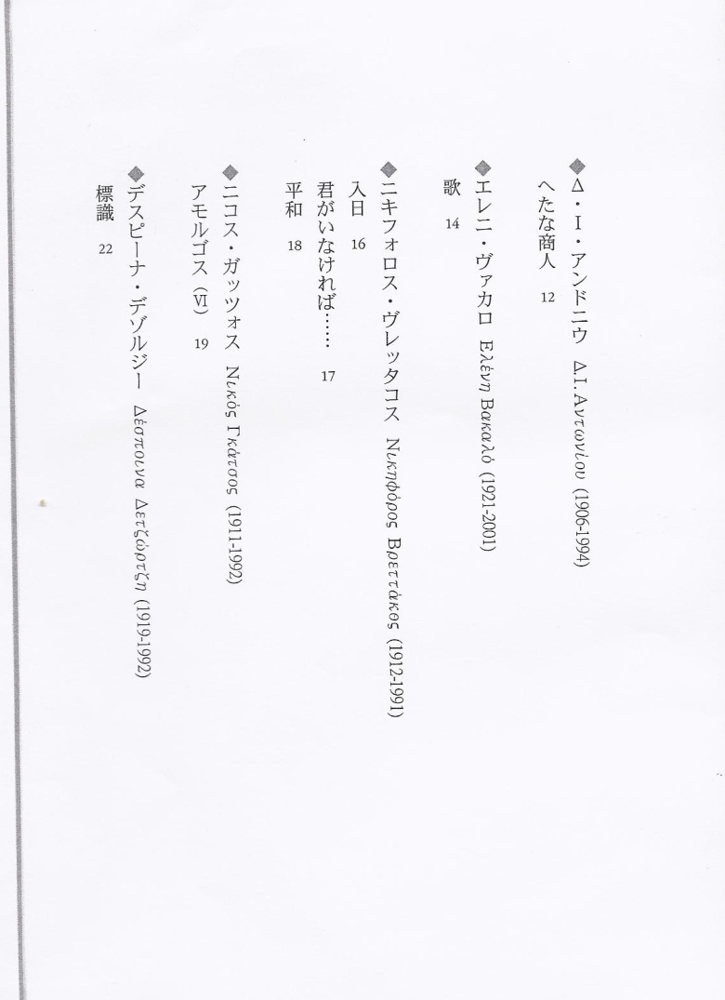 ◆Δ・Ι・アンドニウ Δ.Ι.Αντωνίου (1906-1994)
へたな商人 12
◆エレニ・ヴァカロ Ελένη Βακαλό (1921-2001)
歌 14
◆ニキフォロス・ヴレッタコス Νικηφόρος Βρεττάκος (1912-1991)
入日 16
君がいなければ…… 17
平和 18
◆ニコス・ガッツォス Νικός Γκάτσος (1911-1992)
アモルゴス（Ⅵ） 19
◆デスピーナ・デゾルジー Δέσποινα Δετζώρτζη (1919-1992)
標識 22